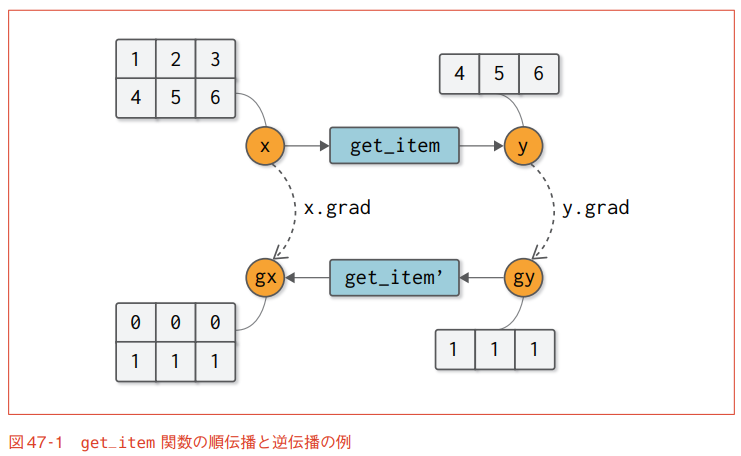 1 2 3
4 5 6
4 5 6
x
get_item
y
x.grad
y.grad
gx
get_item’
gy
0 0 0
1 1 1
1 1 1
図47-1 get_item 関数の順伝播と逆伝播の例